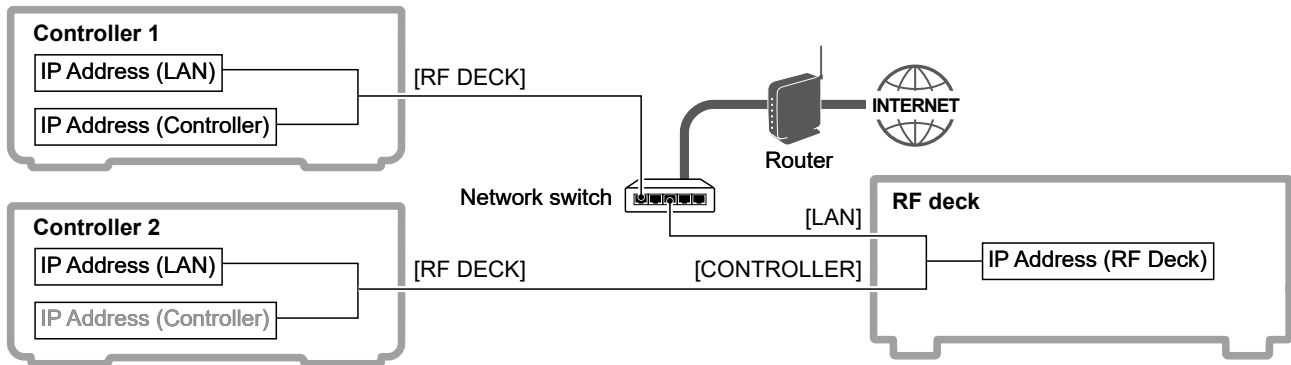 Controller 1
IP Address (LAN)
[RF DECK]
IP Address (Controller)
INTERNET
Router
Network switch
RF deck
Controller 2
[LAN]
IP Address (LAN)
[RF DECK]
[CONTROLLER]
IP Address (RF Deck)
IP Address (Controller)